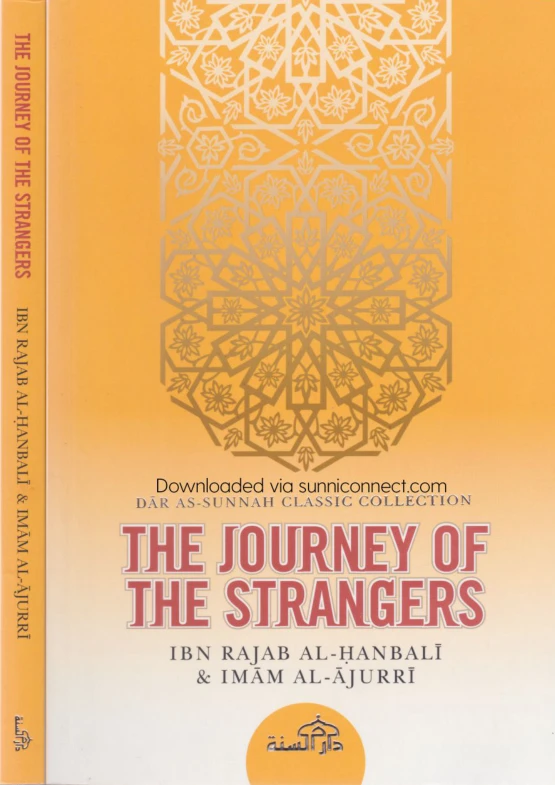 THE JOURNEY OF THE STRANGERS
IBN RAJAB AL-ḤANBALĪ & IMĀM AL-ĀJURRĪ
دار السنة
Downloaded via sunniconnect.com
DĀR AS-SUNNAH CLASSIC COLLECTION
THE JOURNEY OF
THE STRANGERS
IBN RAJAB AL-ḤANBALĪ
& IMĀM AL-ĀJURRĪ
دار السنة